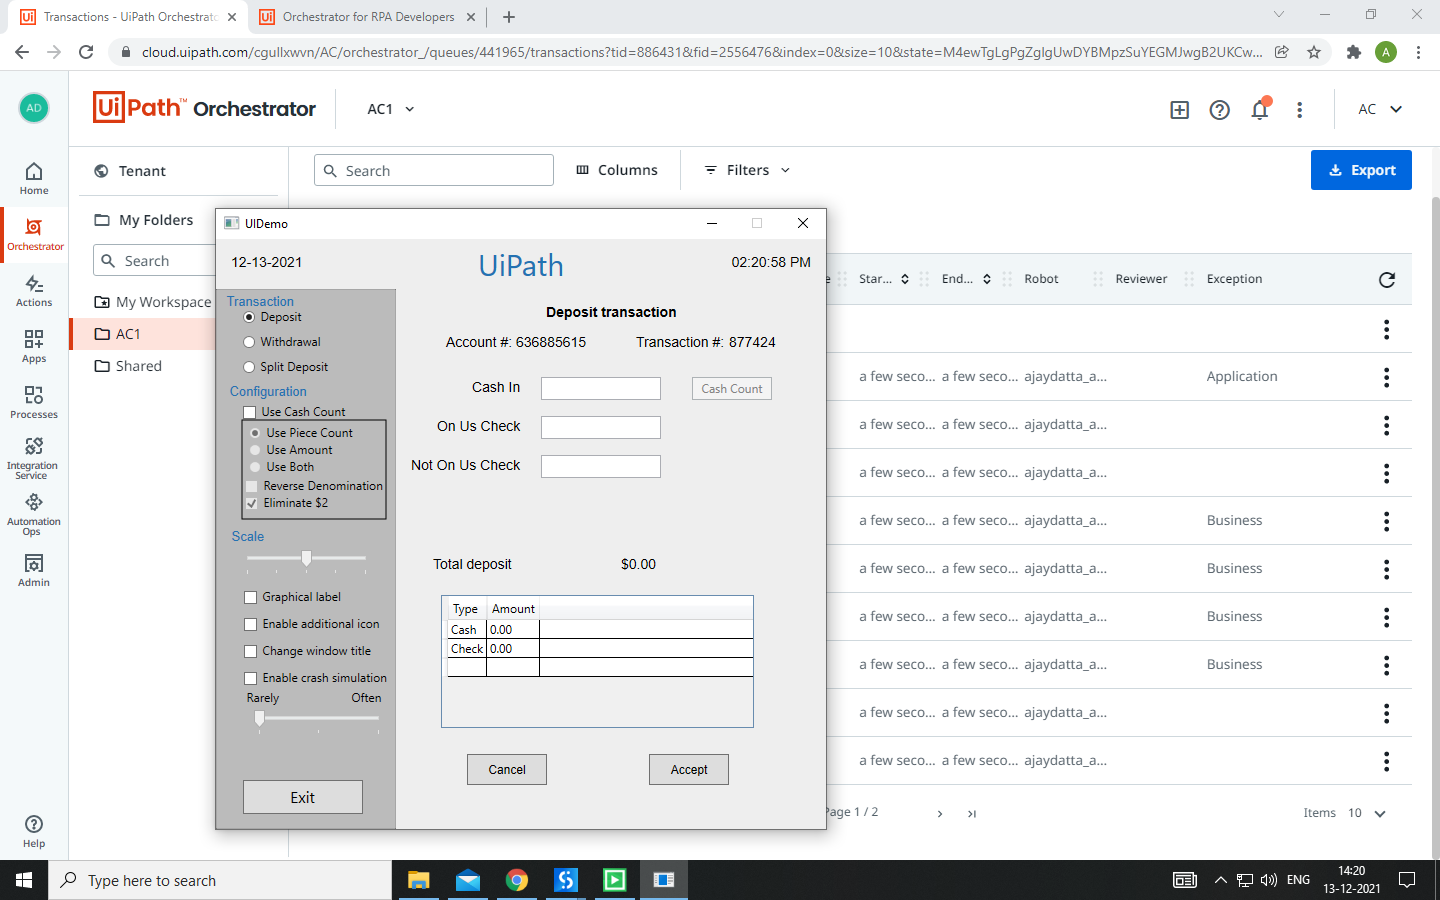 Transactions - UiPath Orchestrato
Orchestrator for RPA Developers
cloud.uipath.com/cgullxwvn/AC/orchestrator_/queues/441965/transactions?tid=886431&fid=2556476&index=0&size=10&state=M4ewTgLgPgZglgUwDYBMpzSuYEGMJwgB2UKCw...
A
AD
UiPath™ Orchestrator
AC1
AC
Home
Orchestrator
Actions
Apps
Processes
Integration
Service
Automation
Ops
Admin
Help
Tenant
My Folders
Search
My Workspace
AC1
Shared
Search
Columns
Filters
Export
e
Star...
End...
Robot
Reviewer
Exception
a few seco... a few seco... ajaydatta_a... Application
a few seco... a few seco... ajaydatta_a...
a few seco... a few seco... ajaydatta_a...
a few seco... a few seco... ajaydatta_a... Business
a few seco... a few seco... ajaydatta_a... Business
a few seco... a few seco... ajaydatta_a... Business
a few seco... a few seco... ajaydatta_a... Business
a few seco... a few seco... ajaydatta_a...
a few seco... a few seco... ajaydatta_a...
Page 1 / 2
Items 10
UIDemo
12-13-2021
UiPath
02:20:58 PM
Transaction
Deposit
Withdrawal
Split Deposit
Configuration
Use Cash Count
Use Piece Count
Use Amount
Use Both
Reverse Denomination
Eliminate $2
Scale
Graphical label
Enable additional icon
Change window title
Enable crash simulation
Rarely Often
Exit
Deposit transaction
Account #: 636885615 Transaction #: 877424
Cash In
Cash Count
On Us Check
Not On Us Check
Total deposit $0.00
Type Amount
Cash 0.00
Check 0.00
Cancel
Accept
Type here to search
ENG
14:20
13-12-2021